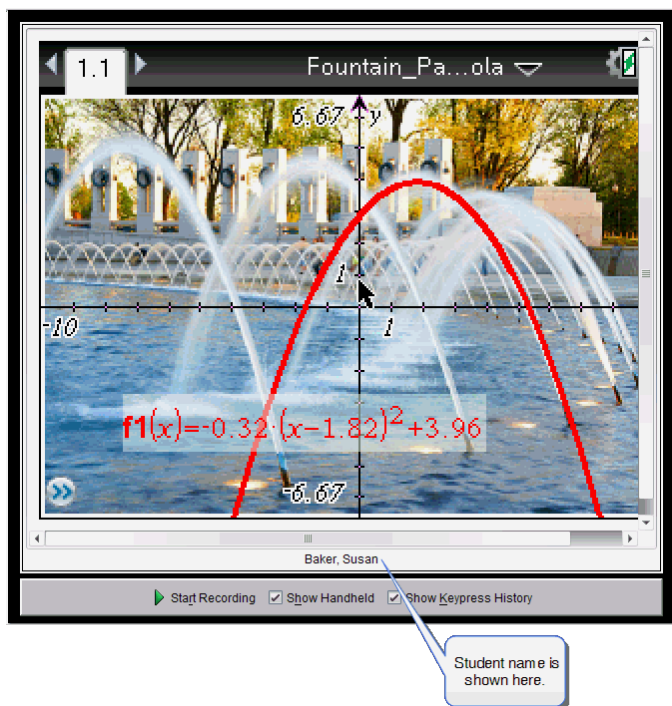 1.1
Fountain_Pa...ola
6.67
y
1
-10
1
f1(x)=-0.32·(x-1.82)²+3.96
-6.67
Baker, Susan
Start Recording Show Handheld Show Keypress History
Student name is
shown here.